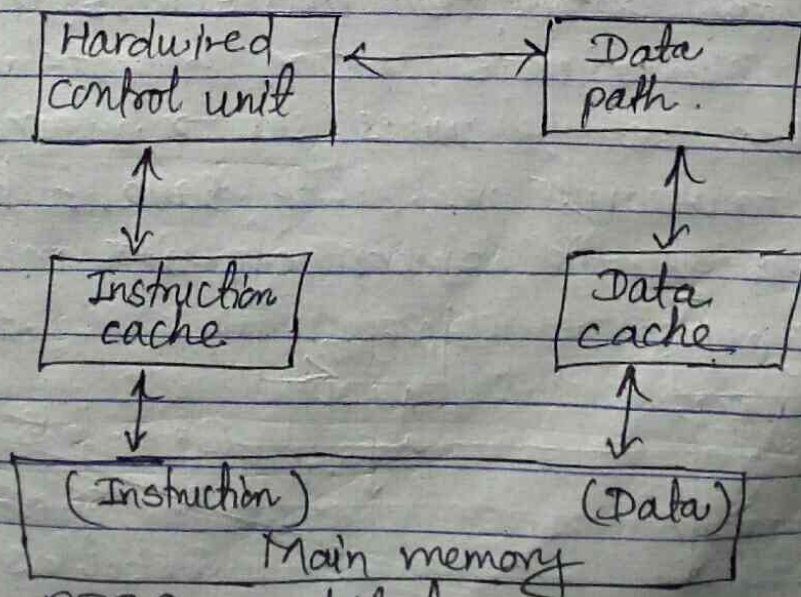 Hardwired
control unit
Data
path.
Instruction
cache
Data
cache
(Instruction)
(Data)
Main memory